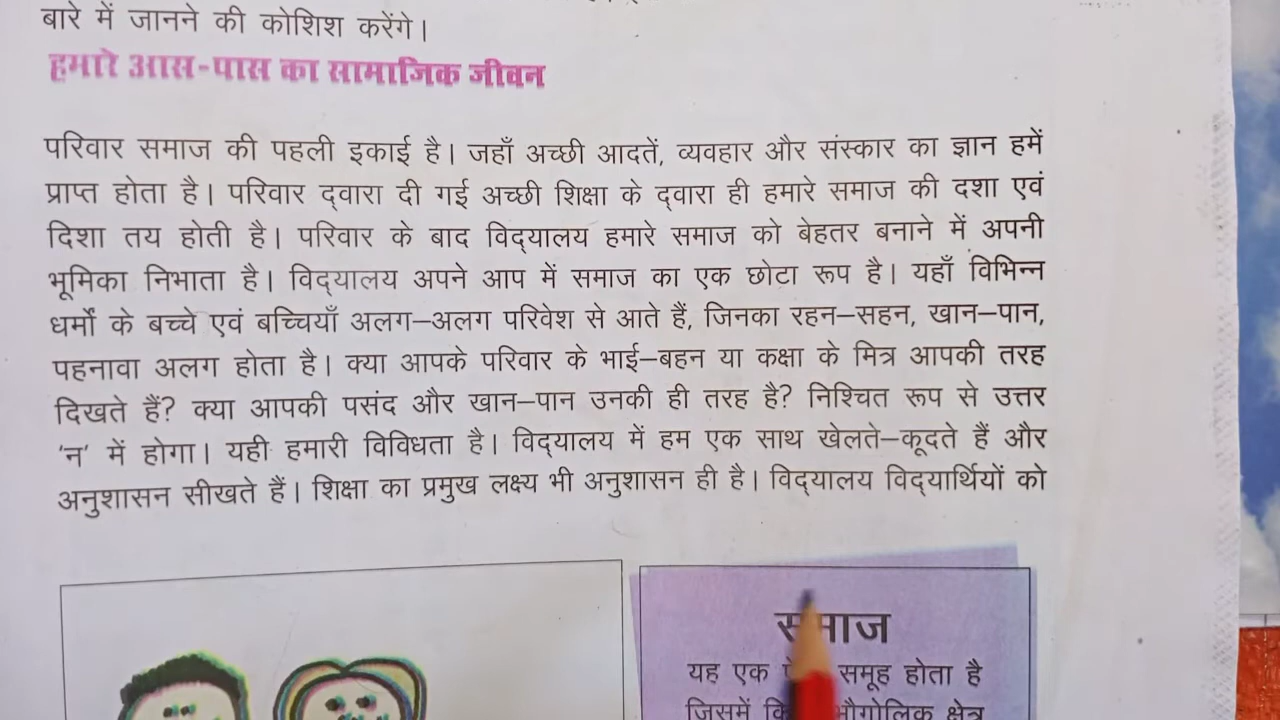 बारे में जानने की कोशिश करेंगे।
हमारे आस-पास का सामाजिक जीवन
परिवार समाज की पहली इकाई है। जहाँ अच्छी आदतें, व्यवहार और संस्कार का ज्ञान हमें
प्राप्त होता है। परिवार द्वारा दी गई अच्छी शिक्षा के द्वारा ही हमारे समाज की दशा एवं
दिशा तय होती है। परिवार के बाद विद्यालय हमारे समाज को बेहतर बनाने में अपनी
भूमिका निभाता है। विद्यालय अपने आप में समाज का एक छोटा रूप है। यहाँ विभिन्न
धर्मों के बच्चे एवं बच्चियाँ अलग–अलग परिवेश से आते हैं, जिनका रहन–सहन, खान–पान,
पहनावा अलग होता है। क्या आपके परिवार के भाई–बहन या कक्षा के मित्र आपकी तरह
दिखते हैं? क्या आपकी पसंद और खान–पान उनकी ही तरह है? निश्चित रूप से उत्तर
'न' में होगा। यही हमारी विविधता है। विद्यालय में हम एक साथ खेलते–कूदते हैं और
अनुशासन सीखते हैं। शिक्षा का प्रमुख लक्ष्य भी अनुशासन ही है। विद्यालय विद्यार्थियों को
समाज
यह एक समूह होता है
जिसमें भौगोलिक क्षेत्र